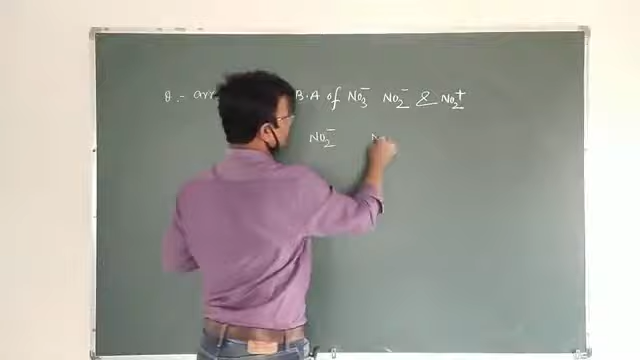 Q.- arr B.A of NO₃⁻ NO₂⁻ & NO₂⁺
NO₂⁻ N